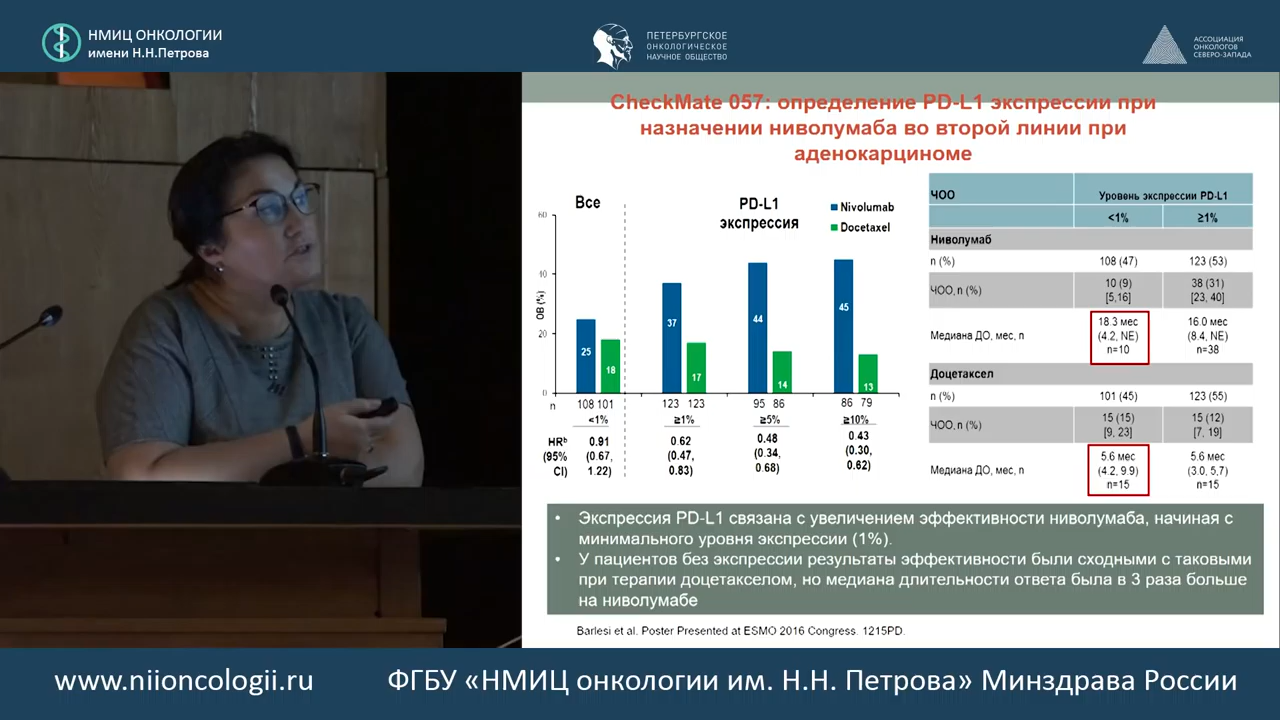 НМИЦ ОНКОЛОГИИ
имени Н.Н.Петрова
ПЕТЕРБУРГСКОЕ
ОНКОЛОГИЧЕСКОЕ
НАУЧНОЕ ОБЩЕСТВО
АССОЦИАЦИЯ
ОНКОЛОГОВ
СЕВЕРО-ЗАПАДА
CheckMate 057: определение PD-L1 экспрессии при
назначении ниволумаба во второй линии при
аденокарциноме
Все
PD-L1
экспрессия
Nivolumab
Docetaxel
ОВ (%)
60
40
20
0
25
18
37
17
44
14
45
13
n
108 101
123 123
95 86
86 79
<1%
≥1%
≥5%
≥10%
HRᵇ
(95%
CI)
0.91
(0.67,
1.22)
0.62
(0.47,
0.83)
0.48
(0.34,
0.68)
0.43
(0.30,
0.62)
ЧОО Уровень экспрессии PD-L1
<1% ≥1%
Ниволумаб
n (%) 108 (47) 123 (53)
ЧОО, n (%) 10 (9) 38 (31)
[5,16] [23, 40]
18.3 мес 16.0 мес
Медиана ДО, мес, n (4.2, NE) (8.4, NE)
n=10 n=38
Доцетаксел
n (%) 101 (45) 123 (55)
ЧОО, n (%) 15 (15) 15 (12)
[9, 23] [7, 19]
5.6 мес 5.6 мес
Медиана ДО, мес, n (4.2, 9.9) (3.0, 5,7)
n=15 n=15
• Экспрессия PD-L1 связана с увеличением эффективности ниволумаба, начиная с
минимального уровня экспрессии (1%).
• У пациентов без экспрессии результаты эффективности были сходными с таковыми
при терапии доцетакселом, но медиана длительности ответа была в 3 раза больше
на ниволумабе
Barlesi et al. Poster Presented at ESMO 2016 Congress. 1215PD.
www.niioncologii.ru
ФГБУ «НМИЦ онкологии им. Н.Н. Петрова» Минздрава России